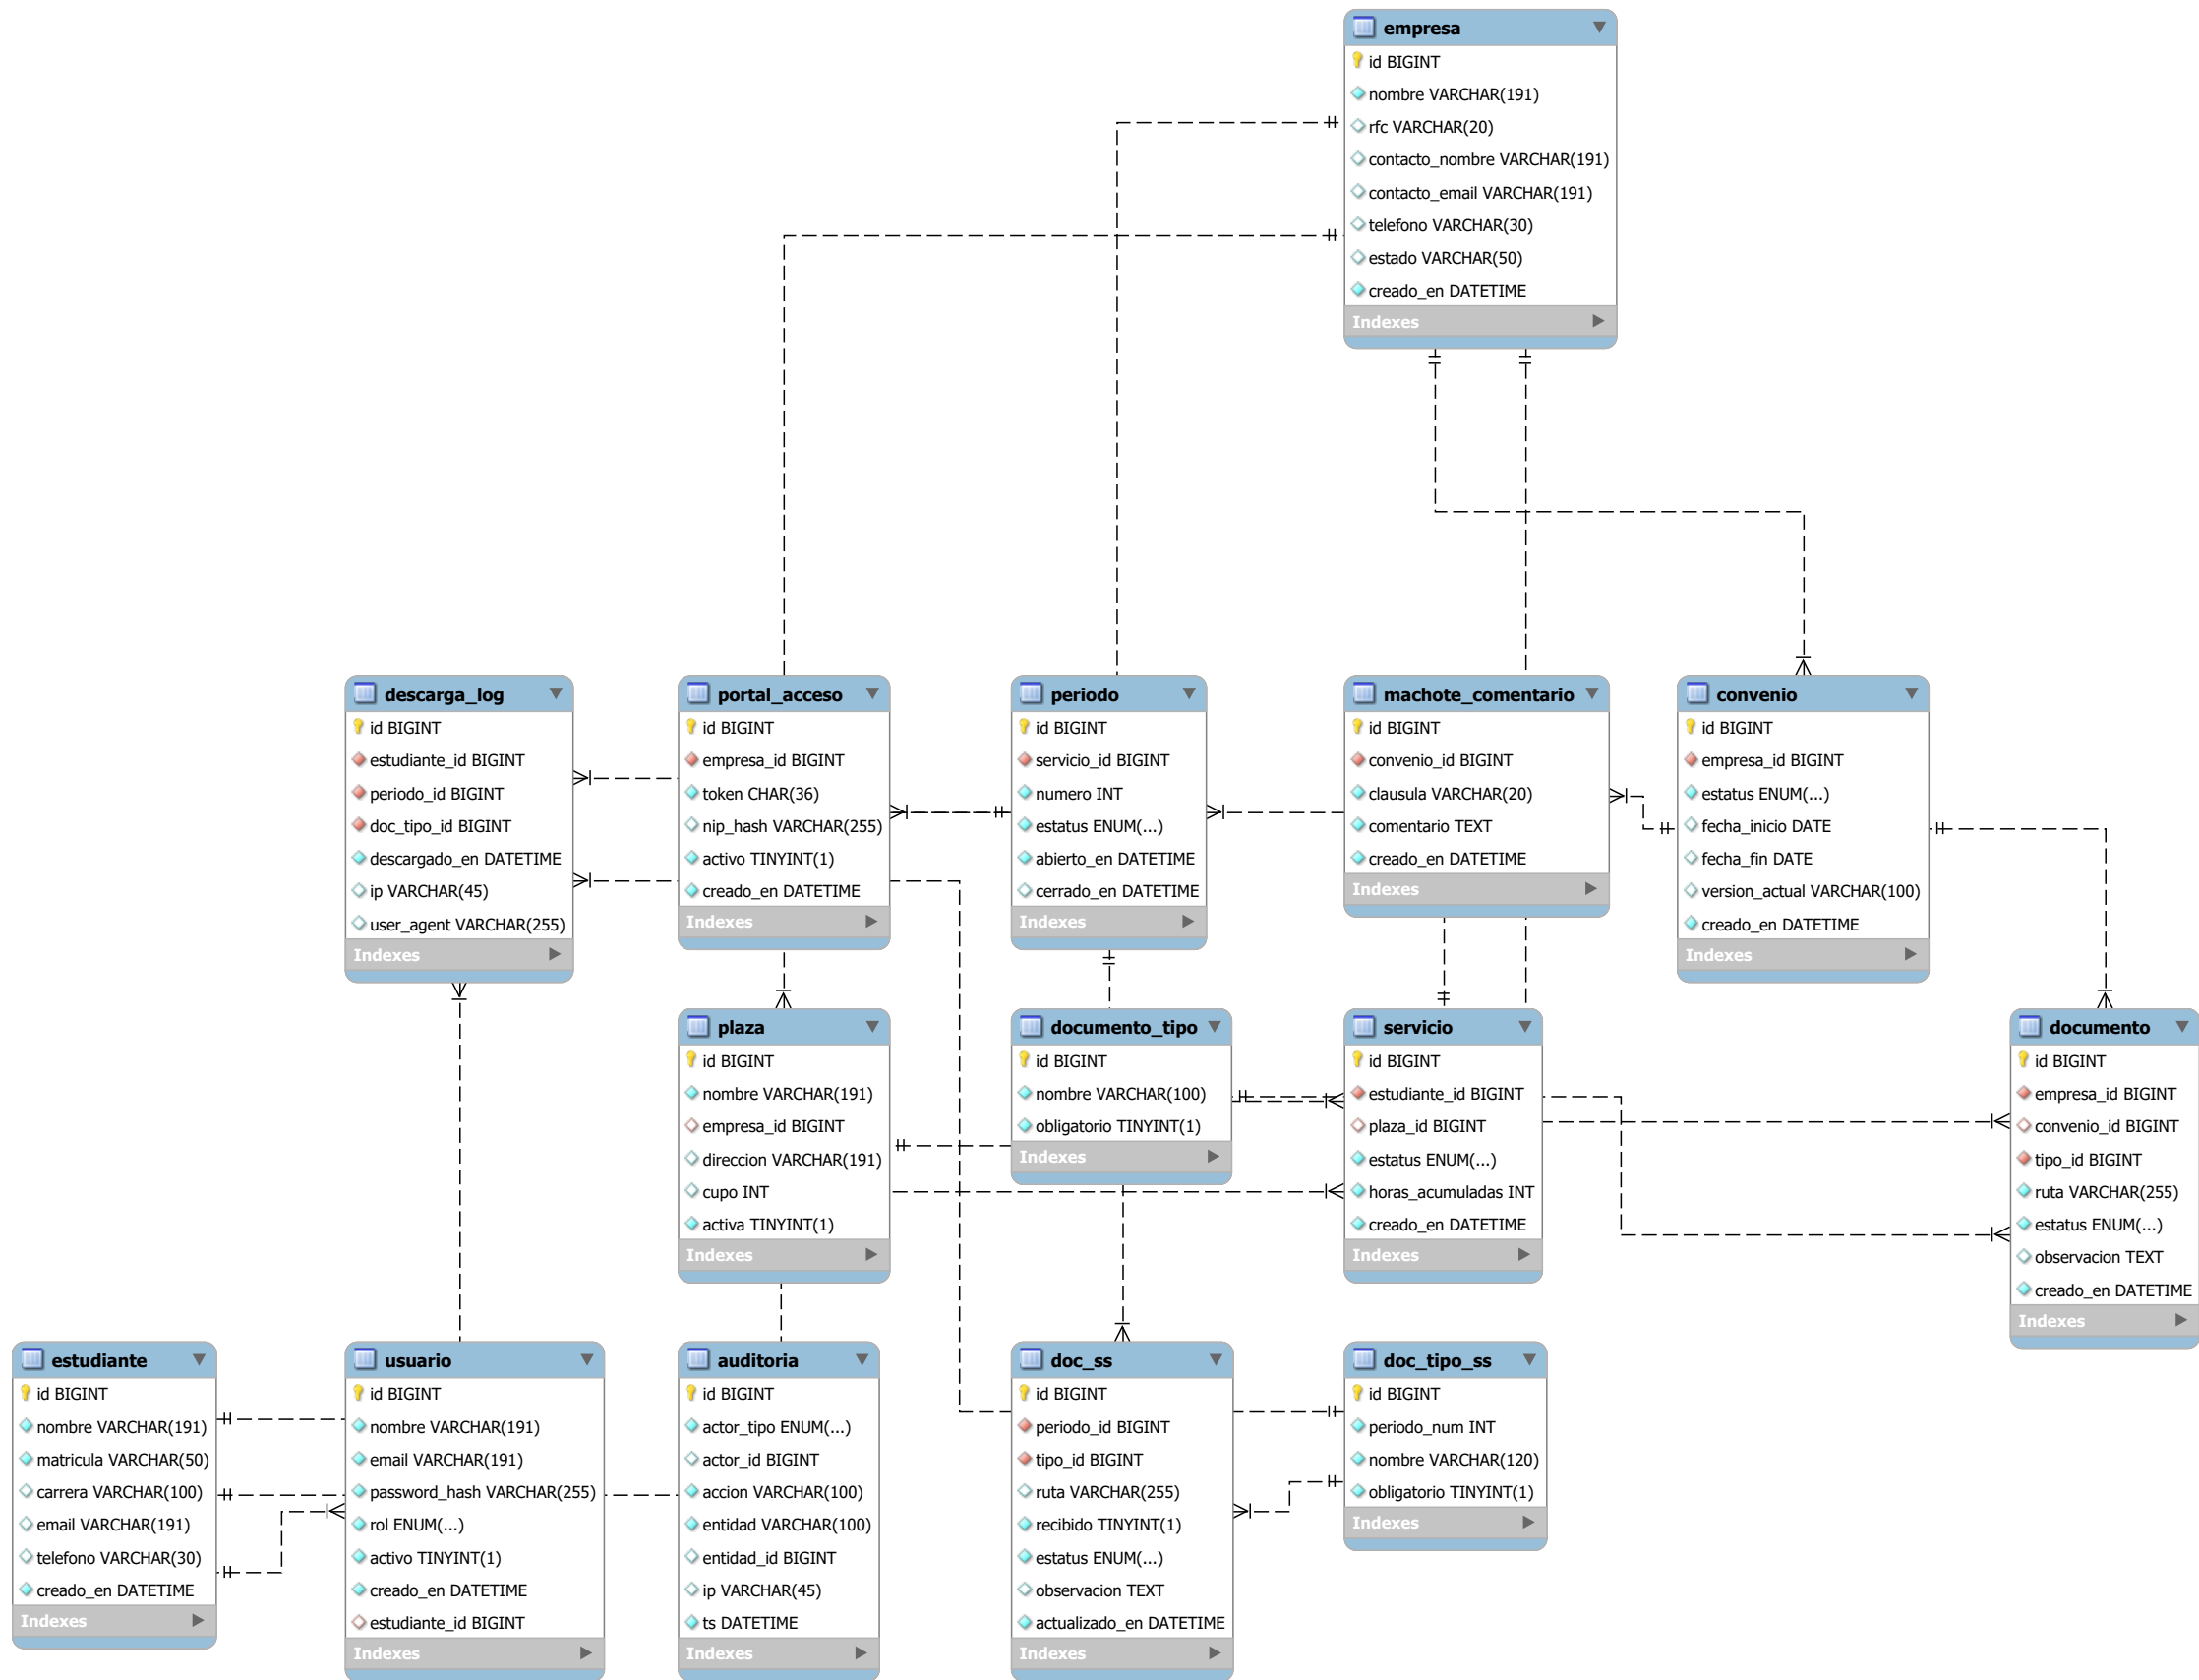 empresa
id BIGINT
nombre VARCHAR(191)
rfc VARCHAR(20)
contacto_nombre VARCHAR(191)
contacto_email VARCHAR(191)
telefono VARCHAR(30)
estado VARCHAR(50)
creado_en DATETIME
Indexes
descarga_log
id BIGINT
estudiante_id BIGINT
periodo_id BIGINT
doc_tipo_id BIGINT
descargado_en DATETIME
ip VARCHAR(45)
user_agent VARCHAR(255)
Indexes
portal_acceso
id BIGINT
empresa_id BIGINT
token CHAR(36)
nip_hash VARCHAR(255)
activo TINYINT(1)
creado_en DATETIME
Indexes
periodo
id BIGINT
servicio_id BIGINT
numero INT
estatus ENUM(...)
abierto_en DATETIME
cerrado_en DATETIME
Indexes
machote_comentario
id BIGINT
convenio_id BIGINT
clausula VARCHAR(20)
comentario TEXT
creado_en DATETIME
Indexes
convenio
id BIGINT
empresa_id BIGINT
estatus ENUM(...)
fecha_inicio DATE
fecha_fin DATE
version_actual VARCHAR(100)
creado_en DATETIME
Indexes
plaza
id BIGINT
nombre VARCHAR(191)
empresa_id BIGINT
direccion VARCHAR(191)
cupo INT
activa TINYINT(1)
Indexes
documento_tipo
id BIGINT
nombre VARCHAR(100)
obligatorio TINYINT(1)
Indexes
servicio
id BIGINT
estudiante_id BIGINT
plaza_id BIGINT
estatus ENUM(...)
horas_acumuladas INT
creado_en DATETIME
Indexes
documento
id BIGINT
empresa_id BIGINT
convenio_id BIGINT
tipo_id BIGINT
ruta VARCHAR(255)
estatus ENUM(...)
observacion TEXT
creado_en DATETIME
Indexes
estudiante
id BIGINT
nombre VARCHAR(191)
matricula VARCHAR(50)
carrera VARCHAR(100)
email VARCHAR(191)
telefono VARCHAR(30)
creado_en DATETIME
Indexes
usuario
id BIGINT
nombre VARCHAR(191)
email VARCHAR(191)
password_hash VARCHAR(255)
rol ENUM(...)
activo TINYINT(1)
creado_en DATETIME
estudiante_id BIGINT
Indexes
auditoria
id BIGINT
actor_tipo ENUM(...)
actor_id BIGINT
accion VARCHAR(100)
entidad VARCHAR(100)
entidad_id BIGINT
ip VARCHAR(45)
ts DATETIME
Indexes
doc_ss
id BIGINT
periodo_id BIGINT
tipo_id BIGINT
ruta VARCHAR(255)
recibido TINYINT(1)
estatus ENUM(...)
observacion TEXT
actualizado_en DATETIME
Indexes
doc_tipo_ss
id BIGINT
periodo_num INT
nombre VARCHAR(120)
obligatorio TINYINT(1)
Indexes